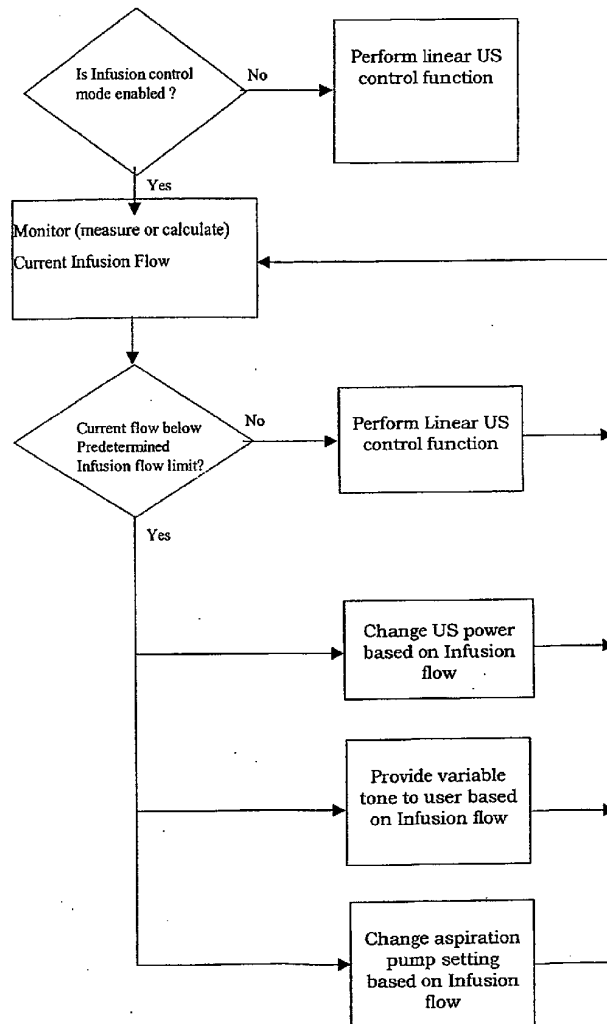 Is Infusion control
mode enabled ?
No
Perform linear US
control function
Yes
Monitor (measure or calculate)
Current Infusion Flow
Current flow below
Predetermined
Infusion flow limit?
No
Perform Linear US
control function
Yes
Change US power
based on Infusion
flow
Provide variable
tone to user based
on Infusion flow
Change aspiration
pump setting
based on Infusion
flow